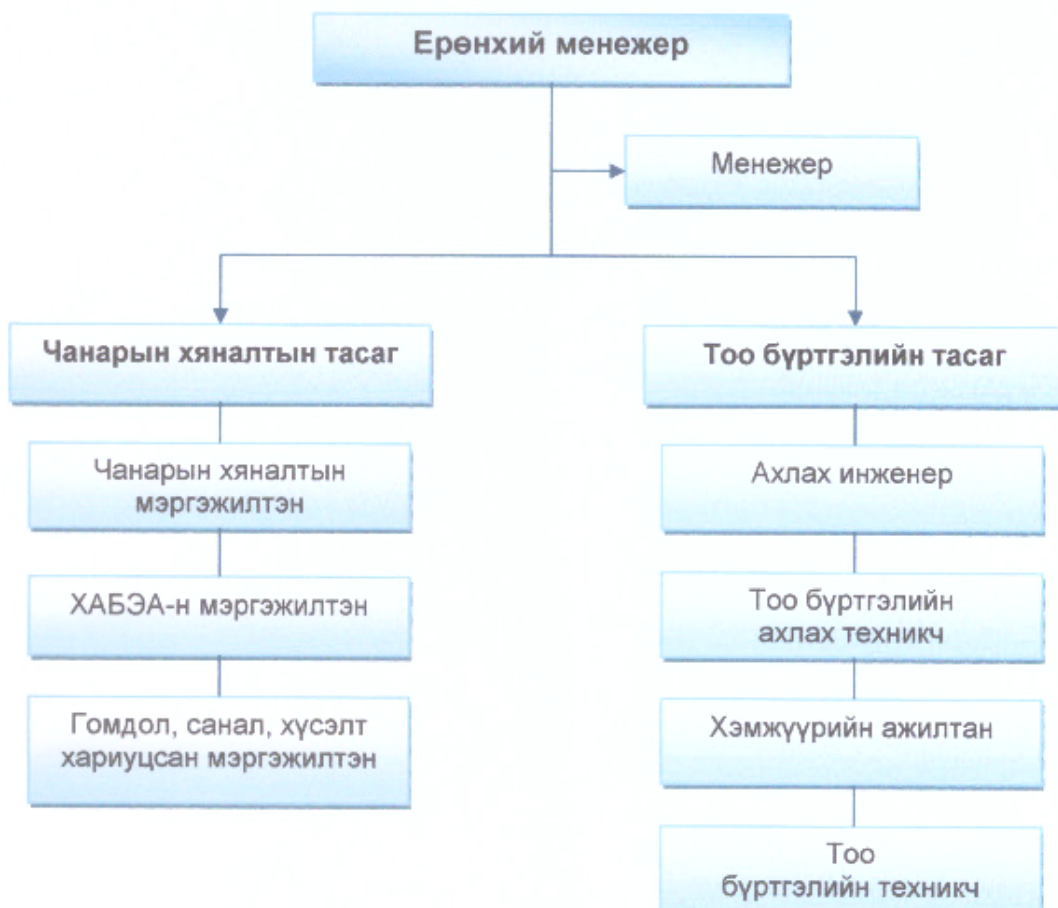 Ерөнхий менежер
Менежер
Чанарын хяналтын тасаг
Чанарын хяналтын
мэргэжилтэн
ХАБЭА-н мэргэжилтэн
Гомдол, санал, хүсэлт
хариуцсан мэргэжилтэн
Тоо бүртгэлийн тасаг
Ахлах инженер
Тоо бүртгэлийн
ахлах техникч
Хэмжүүрийн ажилтан
Тоо
бүртгэлийн техникч